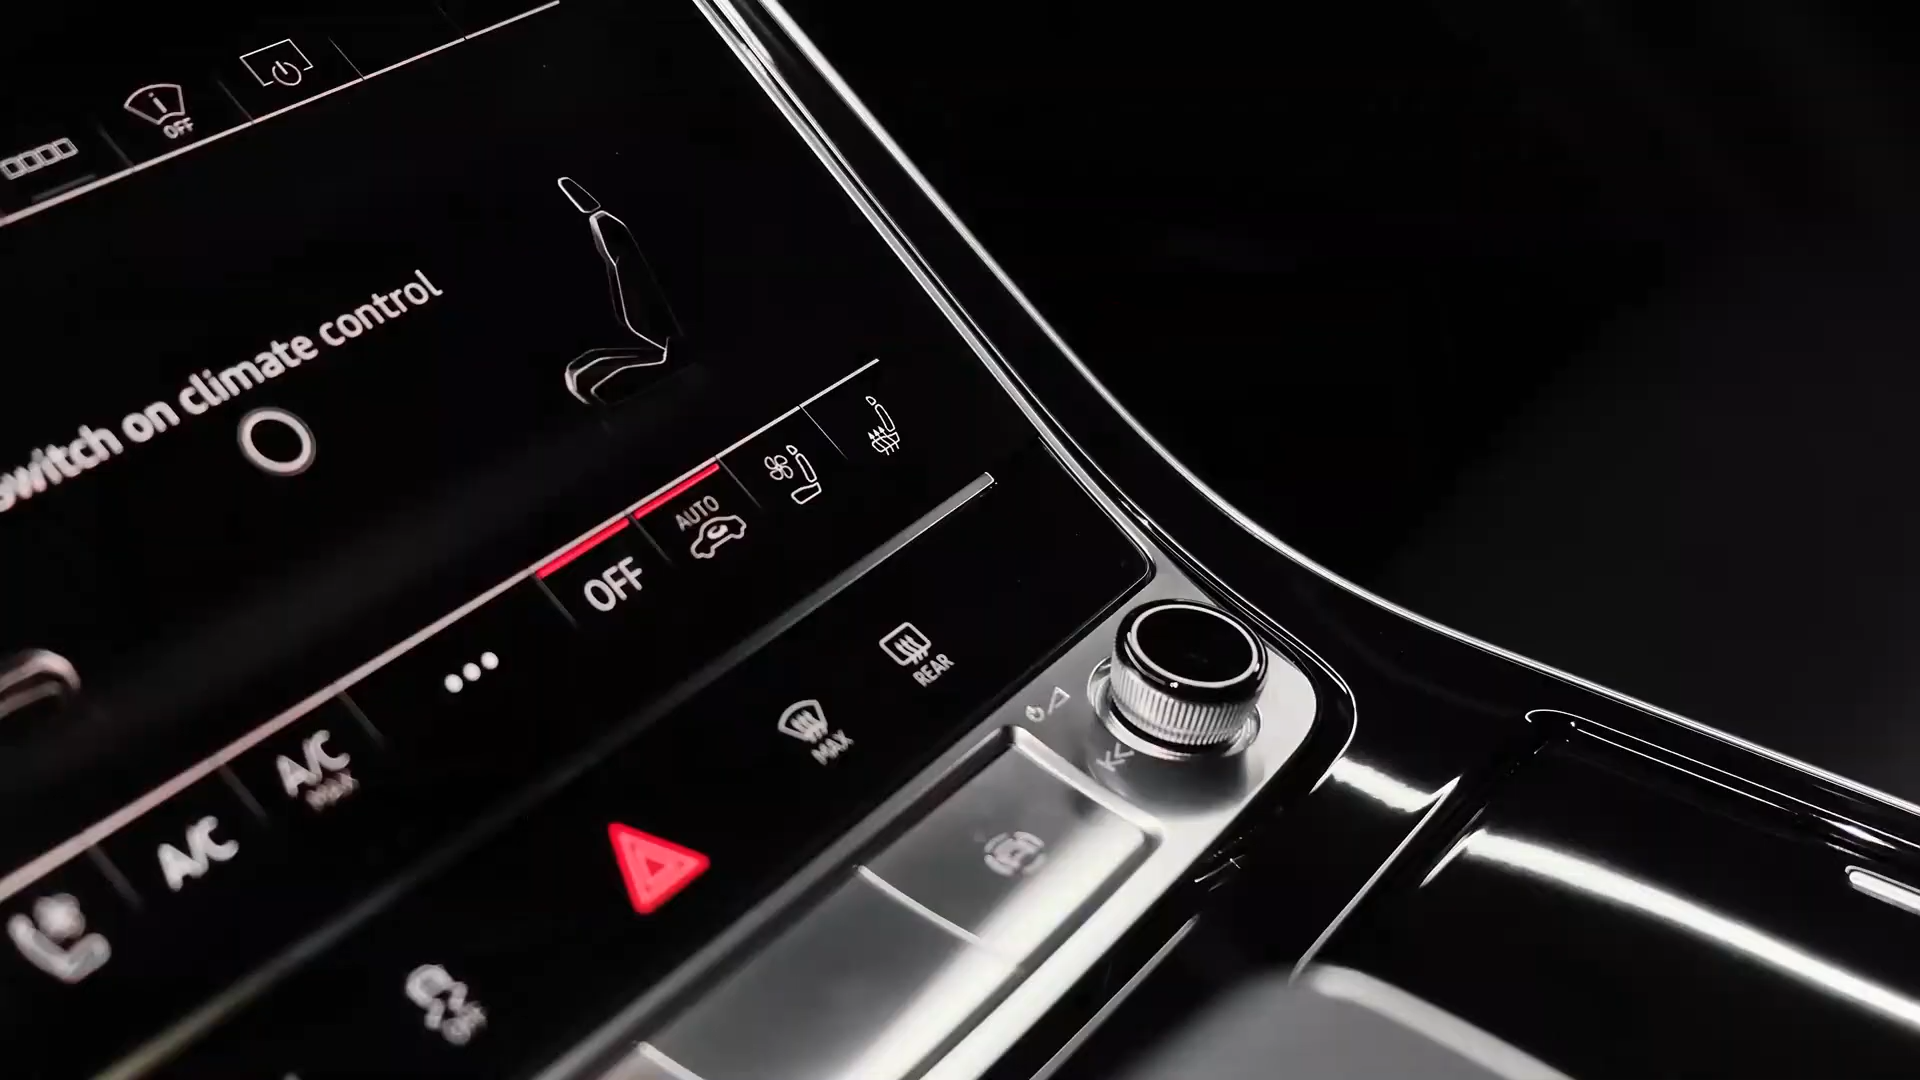 OFF
switch on climate control
AUTO
OFF
A/C
MAX
A/C
REAR
MAX